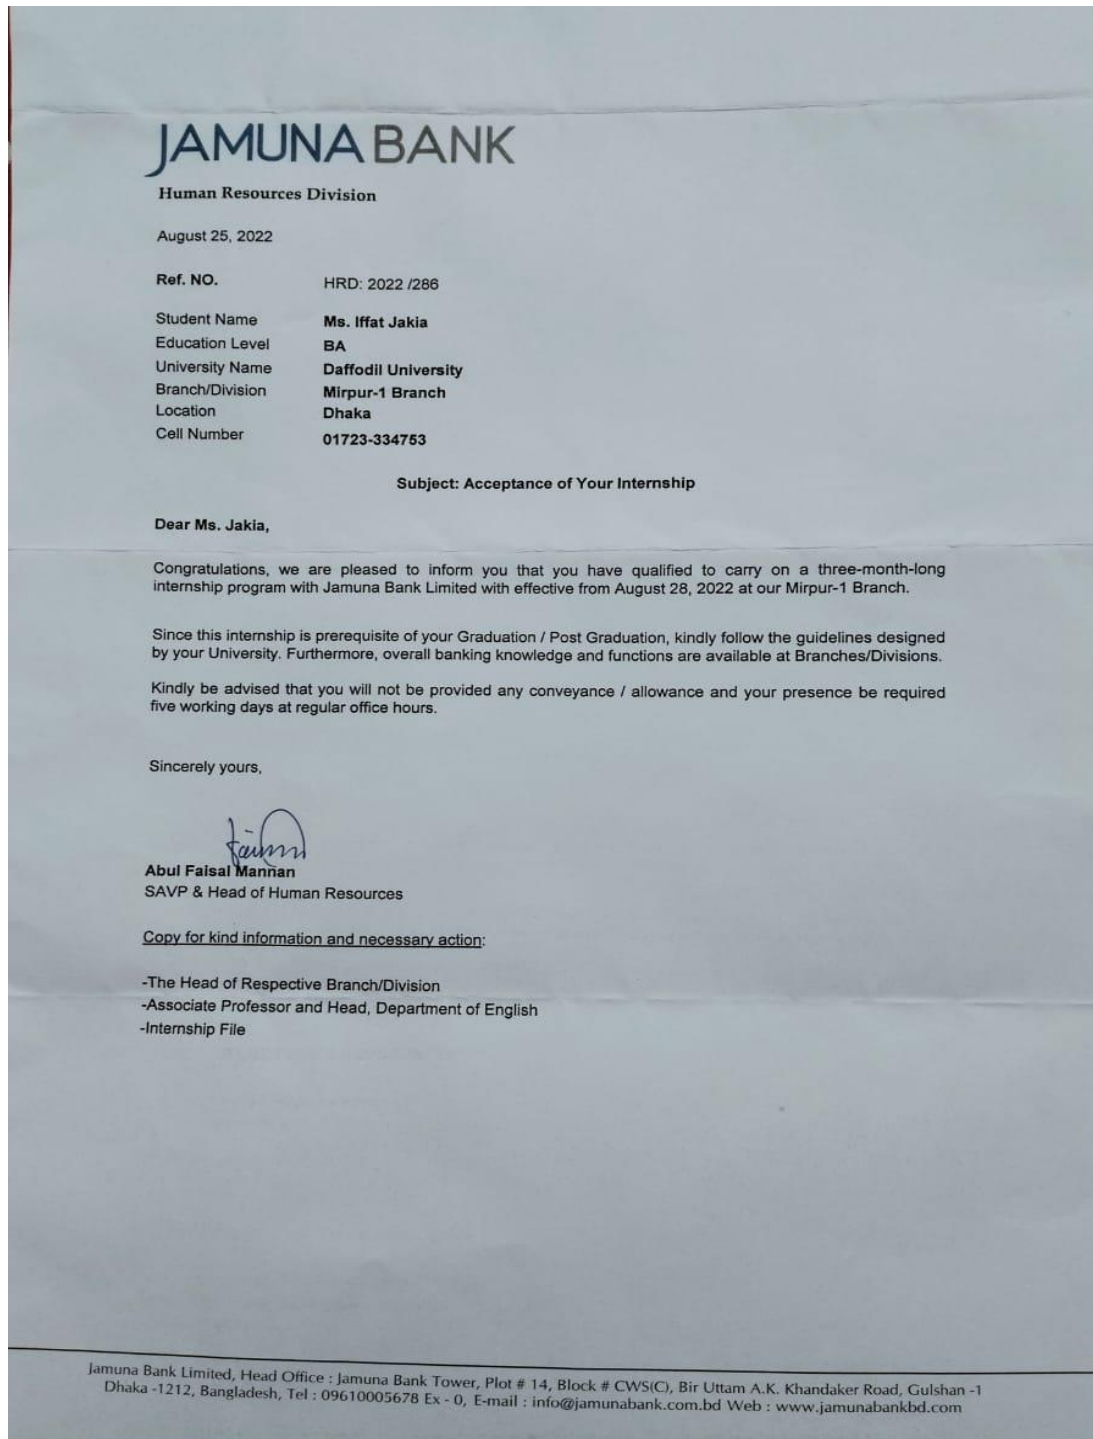 JAMUNA BANK
Human Resources Division
August 25, 2022
Ref. NO. HRD: 2022 /286
Student Name Ms. Iffat Jakia
Education Level BA
University Name Daffodil University
Branch/Division Mirpur-1 Branch
Location Dhaka
Cell Number 01723-334753
Subject: Acceptance of Your Internship
Dear Ms. Jakia,
Congratulations, we are pleased to inform you that you have qualified to carry on a three-month-long
internship program with Jamuna Bank Limited with effective from August 28, 2022 at our Mirpur-1 Branch.
Since this internship is prerequisite of your Graduation / Post Graduation, kindly follow the guidelines designed
by your University. Furthermore, overall banking knowledge and functions are available at Branches/Divisions.
Kindly be advised that you will not be provided any conveyance / allowance and your presence be required
five working days at regular office hours.
Sincerely yours,
Abul Faisal Mannan
SAVP & Head of Human Resources
Copy for kind information and necessary action:
-The Head of Respective Branch/Division
-Associate Professor and Head, Department of English
-Internship File
Jamuna Bank Limited, Head Office : Jamuna Bank Tower, Plot # 14, Block # CWS(C), Bir Uttam A.K. Khandaker Road, Gulshan -1
Dhaka -1212, Bangladesh, Tel : 09610005678 Ex - 0, E-mail : info@jamunabank.com.bd Web : www.jamunabankbd.com